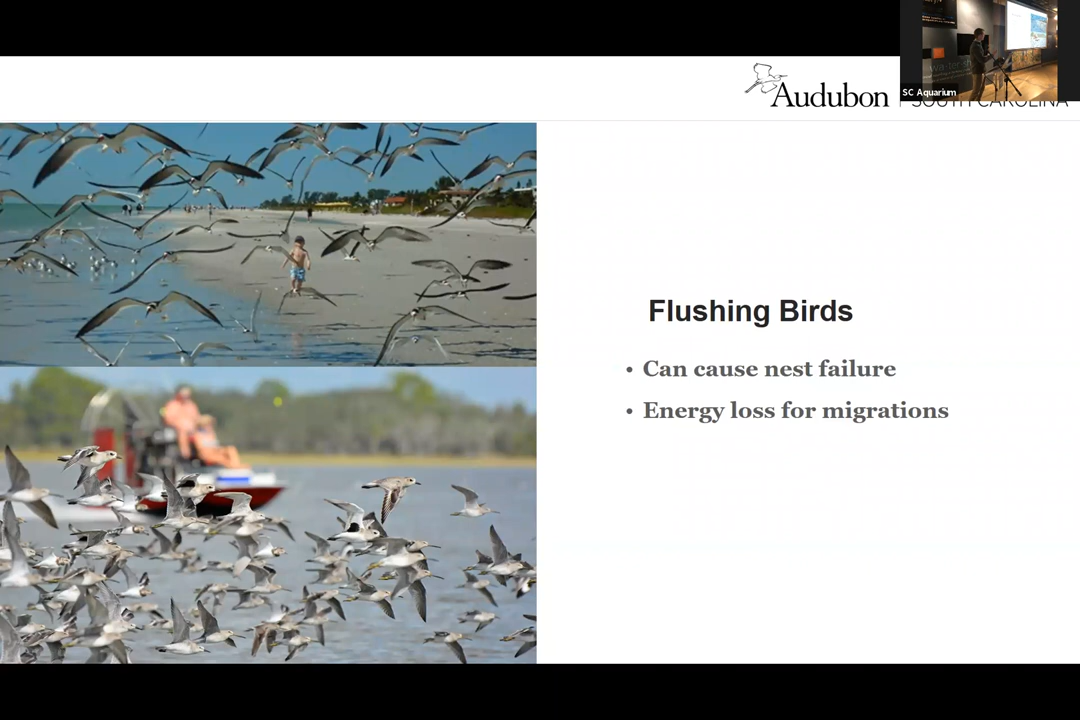 Audubon
SOUTH CAROLINA
SC Aquarium
Flushing Birds
• Can cause nest failure
• Energy loss for migrations